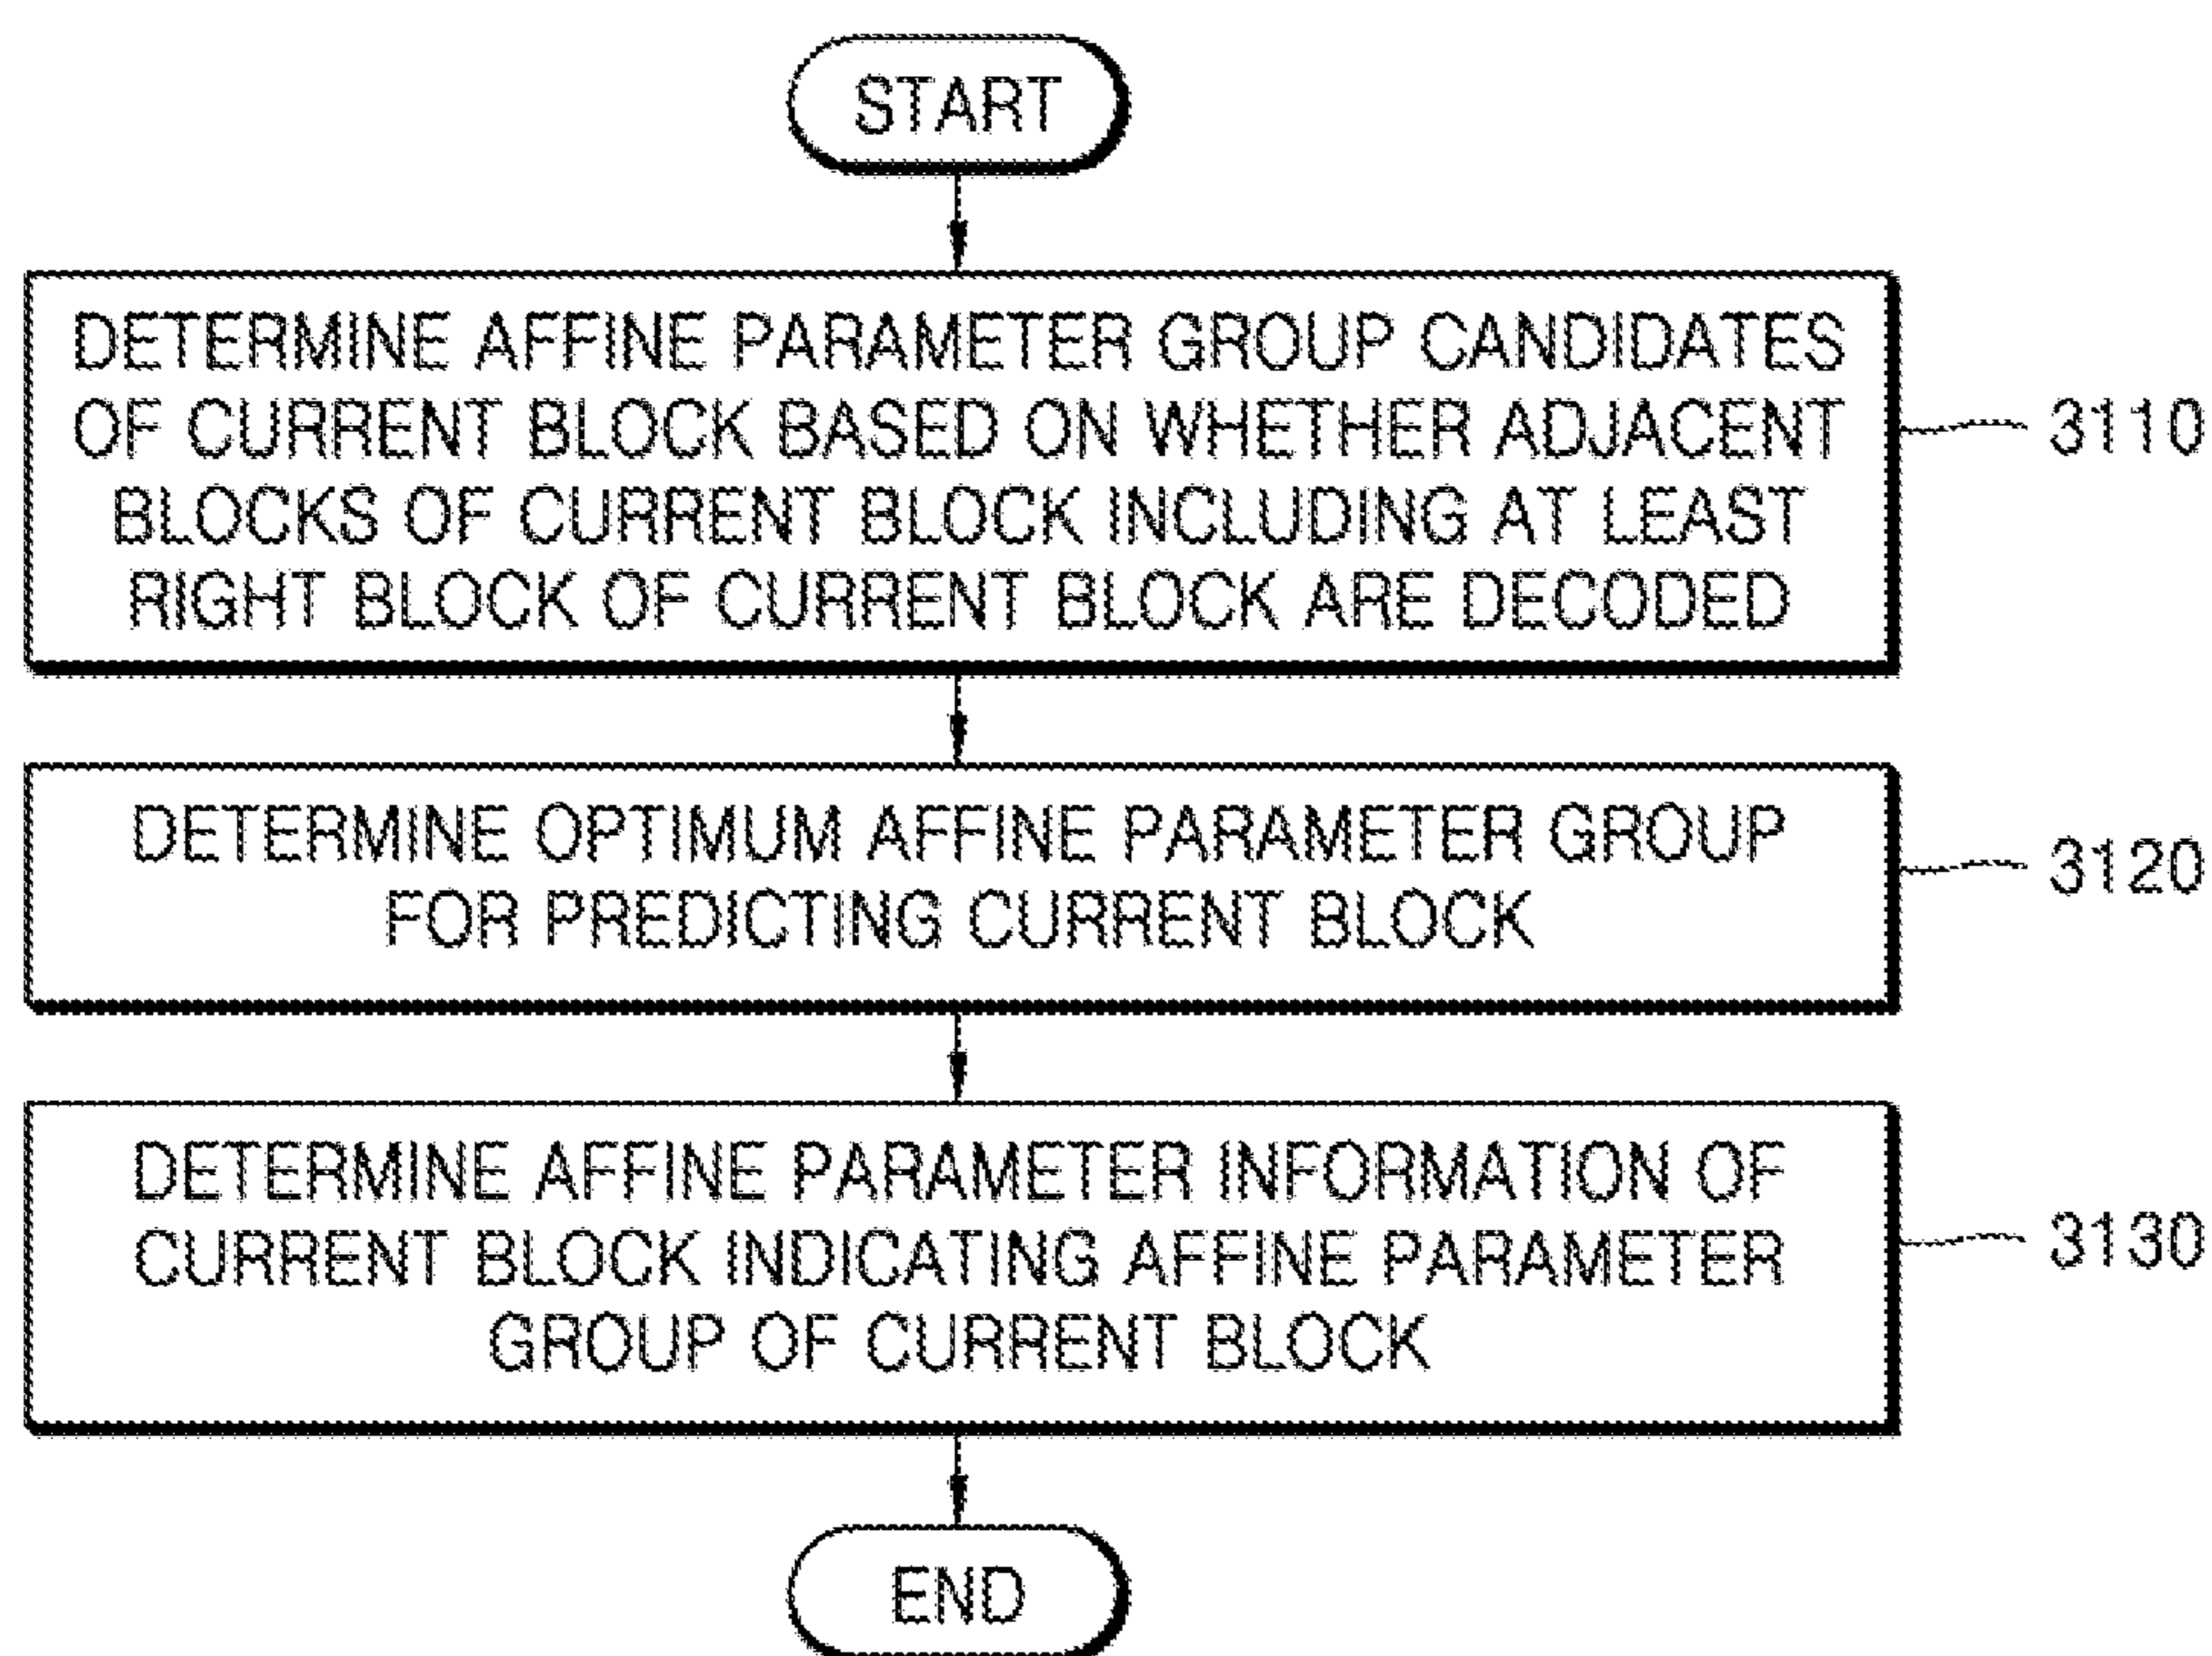 START
DETERMINE AFFINE PARAMETER GROUP CANDIDATES
OF CURRENT BLOCK BASED ON WHETHER ADJACENT
BLOCKS OF CURRENT BLOCK INCLUDING AT LEAST
RIGHT BLOCK OF CURRENT BLOCK ARE DECODED
3110
DETERMINE OPTIMUM AFFINE PARAMETER GROUP
FOR PREDICTING CURRENT BLOCK
3120
DETERMINE AFFINE PARAMETER INFORMATION OF
CURRENT BLOCK INDICATING AFFINE PARAMETER
GROUP OF CURRENT BLOCK
3130
END